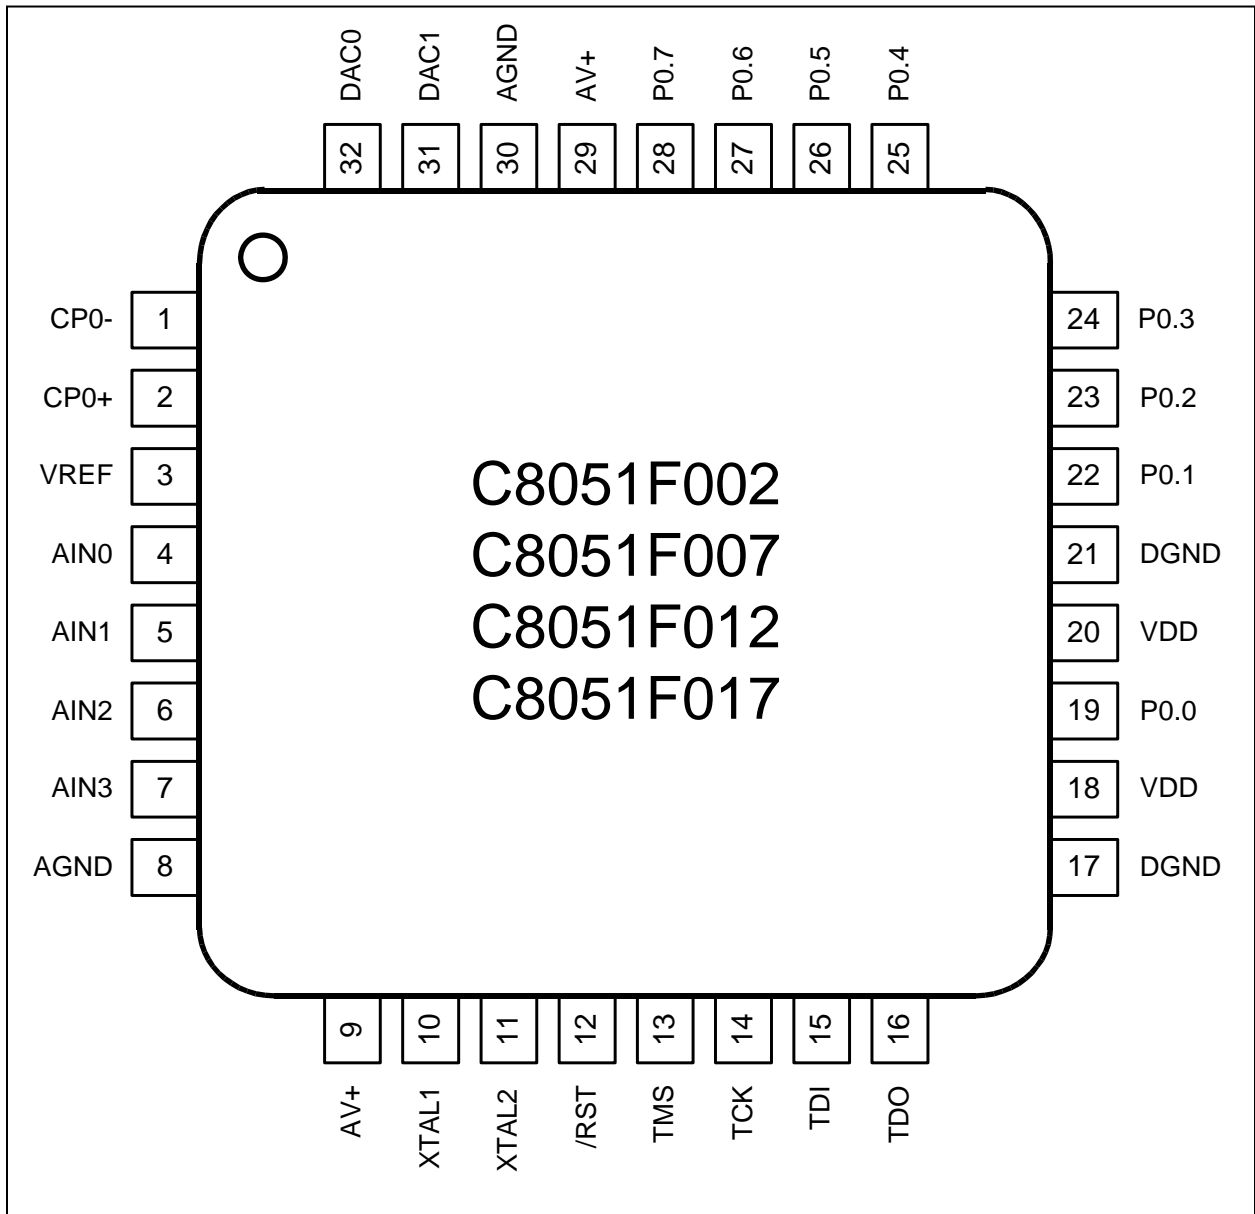 DAC0 DAC1 AGND AV+ P0.7 P0.6 P0.5 P0.4
32 31 30 29 28 27 26 25
CP0- 1
CP0+ 2
VREF 3
AIN0 4
AIN1 5
AIN2 6
AIN3 7
AGND 8
C8051F002
C8051F007
C8051F012
C8051F017
24 P0.3
23 P0.2
22 P0.1
21 DGND
20 VDD
19 P0.0
18 VDD
17 DGND
9 10 11 12 13 14 15 16
AV+ XTAL1 XTAL2 /RST TMS TCK TDI TDO